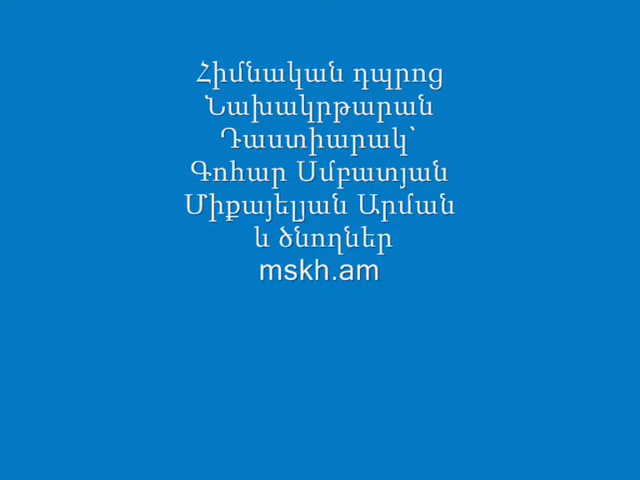 Հիմնական դպրոց
Նախակրթարան
Դաստիարակ՝
Գոհար Սմբատյան
Միքայելյան Արման
և ծնողներ
mskh.am